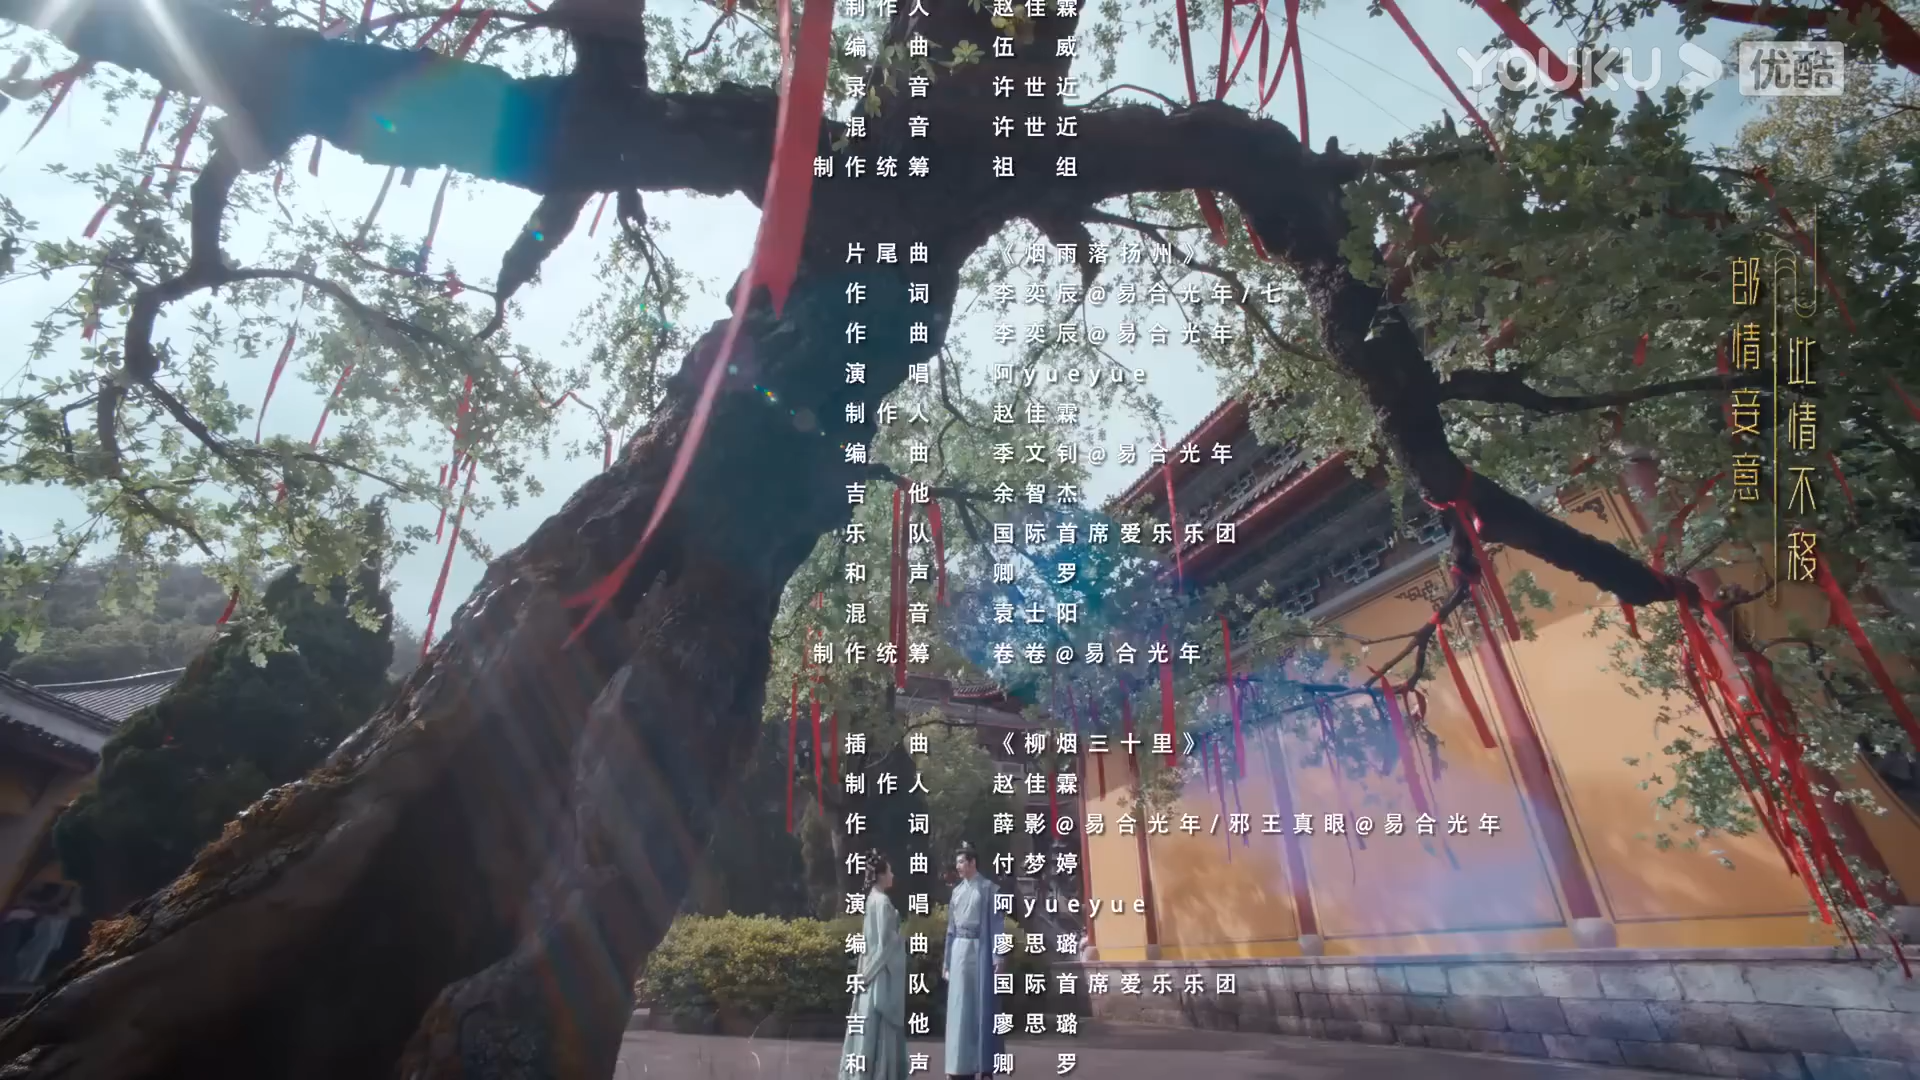 制作人 赵佳霖
编曲 伍威
录音 许世近
混音 许世近
制作统筹 祖组
片尾曲 《烟雨落扬州》
作词 李奕辰@易合光年/七
作曲 李奕辰@易合光年
演唱 阿yueyue
制作人 赵佳霖
编曲 季文钊@易合光年
吉他 余智杰
乐队 国际首席爱乐乐团
和声 卿罗
混音 袁士阳
制作统筹 卷卷@易合光年
插曲 《柳烟三十里》
制作人 赵佳霖
作词 薛影@易合光年/邪王真眼@易合光年
作曲 付梦婷
演唱 阿yueyue
编曲 廖思璐
乐队 国际首席爱乐乐团
吉他 廖思璐
和声 卿罗
YOUKU 优酷
此情不移
郎情妾意